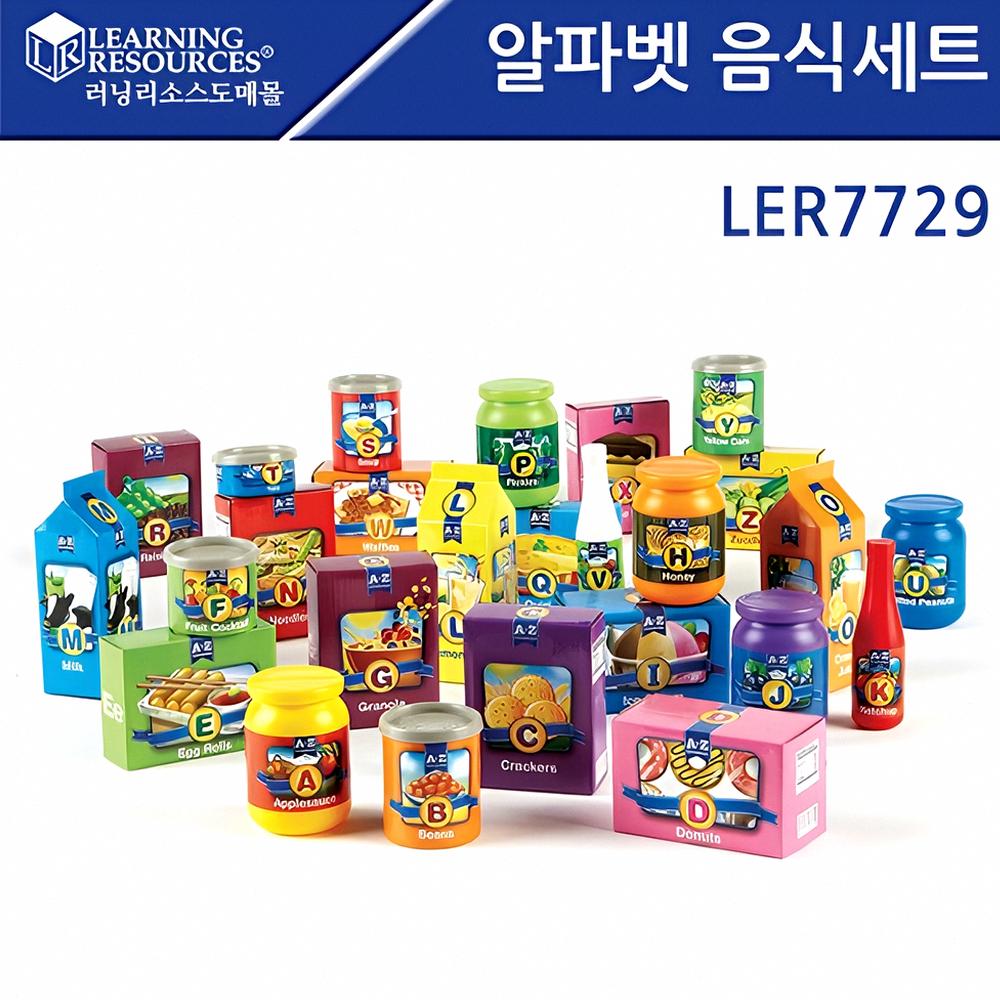 LEARNING
RESOURCES®
러닝리소스도매몰
알파벳 음식세트
LER7729
S
A-Z
P
A-Z
Y
R
A-Z
T
W
L
A-Z
X
Z
O
A-Z
M
A-Z
F
Fruit Cocktail
N
Q
V
A-Z
H
Honey
U
A-Z
E
Egg Rolls
A-Z
G
Granola
L
C
A-Z
C
Crackers
A-Z
I
A-Z
J
O
A-Z
K
A-Z
A
Applesauce
A-Z
B
Beans
D
A-Z
D
Donuts